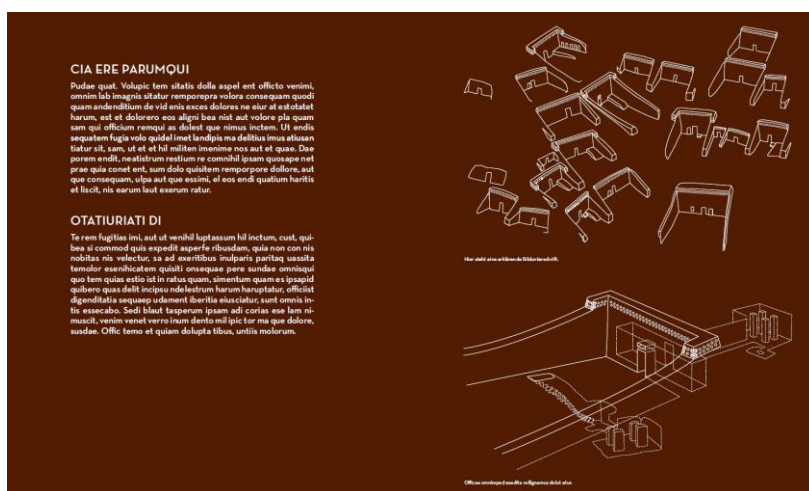 CIA ERE PARUMQUI
Pudae quat. Volupic tem sitatis dolla aspel ent officto venimi,
omnim lab imagnis sitatur remporepra volora consequam quodi
quam andenditium de vid enis exces dolores ne eiur at estotatet
harum, est et dolorero eos aligni bea nist aut volore pla quam
sam qui officium remqui as dolest que nimus inctem. Ut endis
sequatem fugia volo quidel imet landipis ma delitius imus atiusan
tiatur sit, sam, ut et et hil militen imenime nos aut et quae. Dae
porem endit, neatistrum restium re comnihil ipsam quosape net
prae quia conet ent, sum dolo quisitem remporpore dollore, aut
que consequam, ulpa aut que essimi, el eos endi quatium haritis
et liscit, nis earum laut exerum ratur.
OTATIURIATI DI
Te rem fugitias imi, aut ut venihil luptassum hil inctum, cust, qui-
bea si commod quis expedit asperfe ribusdam, quia non con nis
nobitas nis velectur, sa ad exeritibus inulparis paritaq uassita
temolor esenihicatem quisiti onsequae pere sundae omnisqui
quo tem quias estio ist in ratus quam, simentum quam es ipsapid
quibero quas delit incipsu ndelestrum harum haruptatur, officiist
digenditatia sequaep udament iberitia eiusciatur, sunt omnis in-
tis essecabo. Sedi blaut tasperum ipsam adi corias ese lam ni-
muscit, venim venet verro inum dento mil ipic tor ma que dolore,
susdae. Offic temo et quiam dolupta tibus, untiis molorum.
Hier steht eine erklärende Bildunterschrift.
Officae omnimped eaedite vollignamus dolut etur.